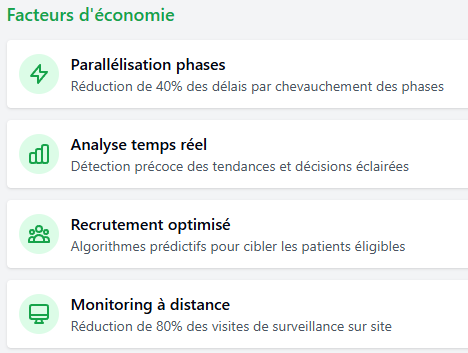 Facteurs d'économie
Parallélisation phases
Réduction de 40% des délais par chevauchement des phases
Analyse temps réel
Détection précoce des tendances et décisions éclairées
Recrutement optimisé
Algorithmes prédictifs pour cibler les patients éligibles
Monitoring à distance
Réduction de 80% des visites de surveillance sur site